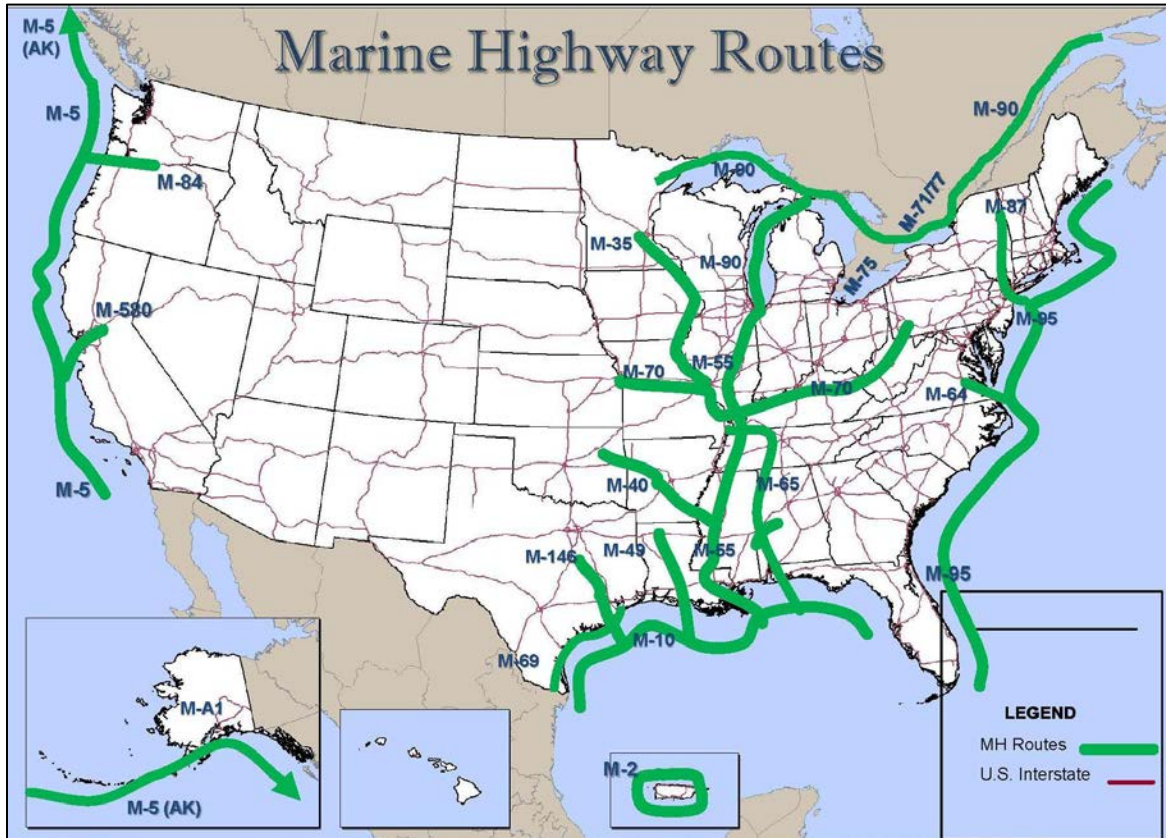 Marine Highway Routes
M-5
(AK)
M-5
M-84
M-580
M-5
M-90
M-90
M-71/77
M-87
M-35
M-90
M-75
M-95
M-55
M-70
M-70
M-64
M-40
M-65
M-146
M-49
M-55
M-95
M-10
M-69
M-A1
M-5 (AK)
M-2
LEGEND
MH Routes
U.S. Interstate